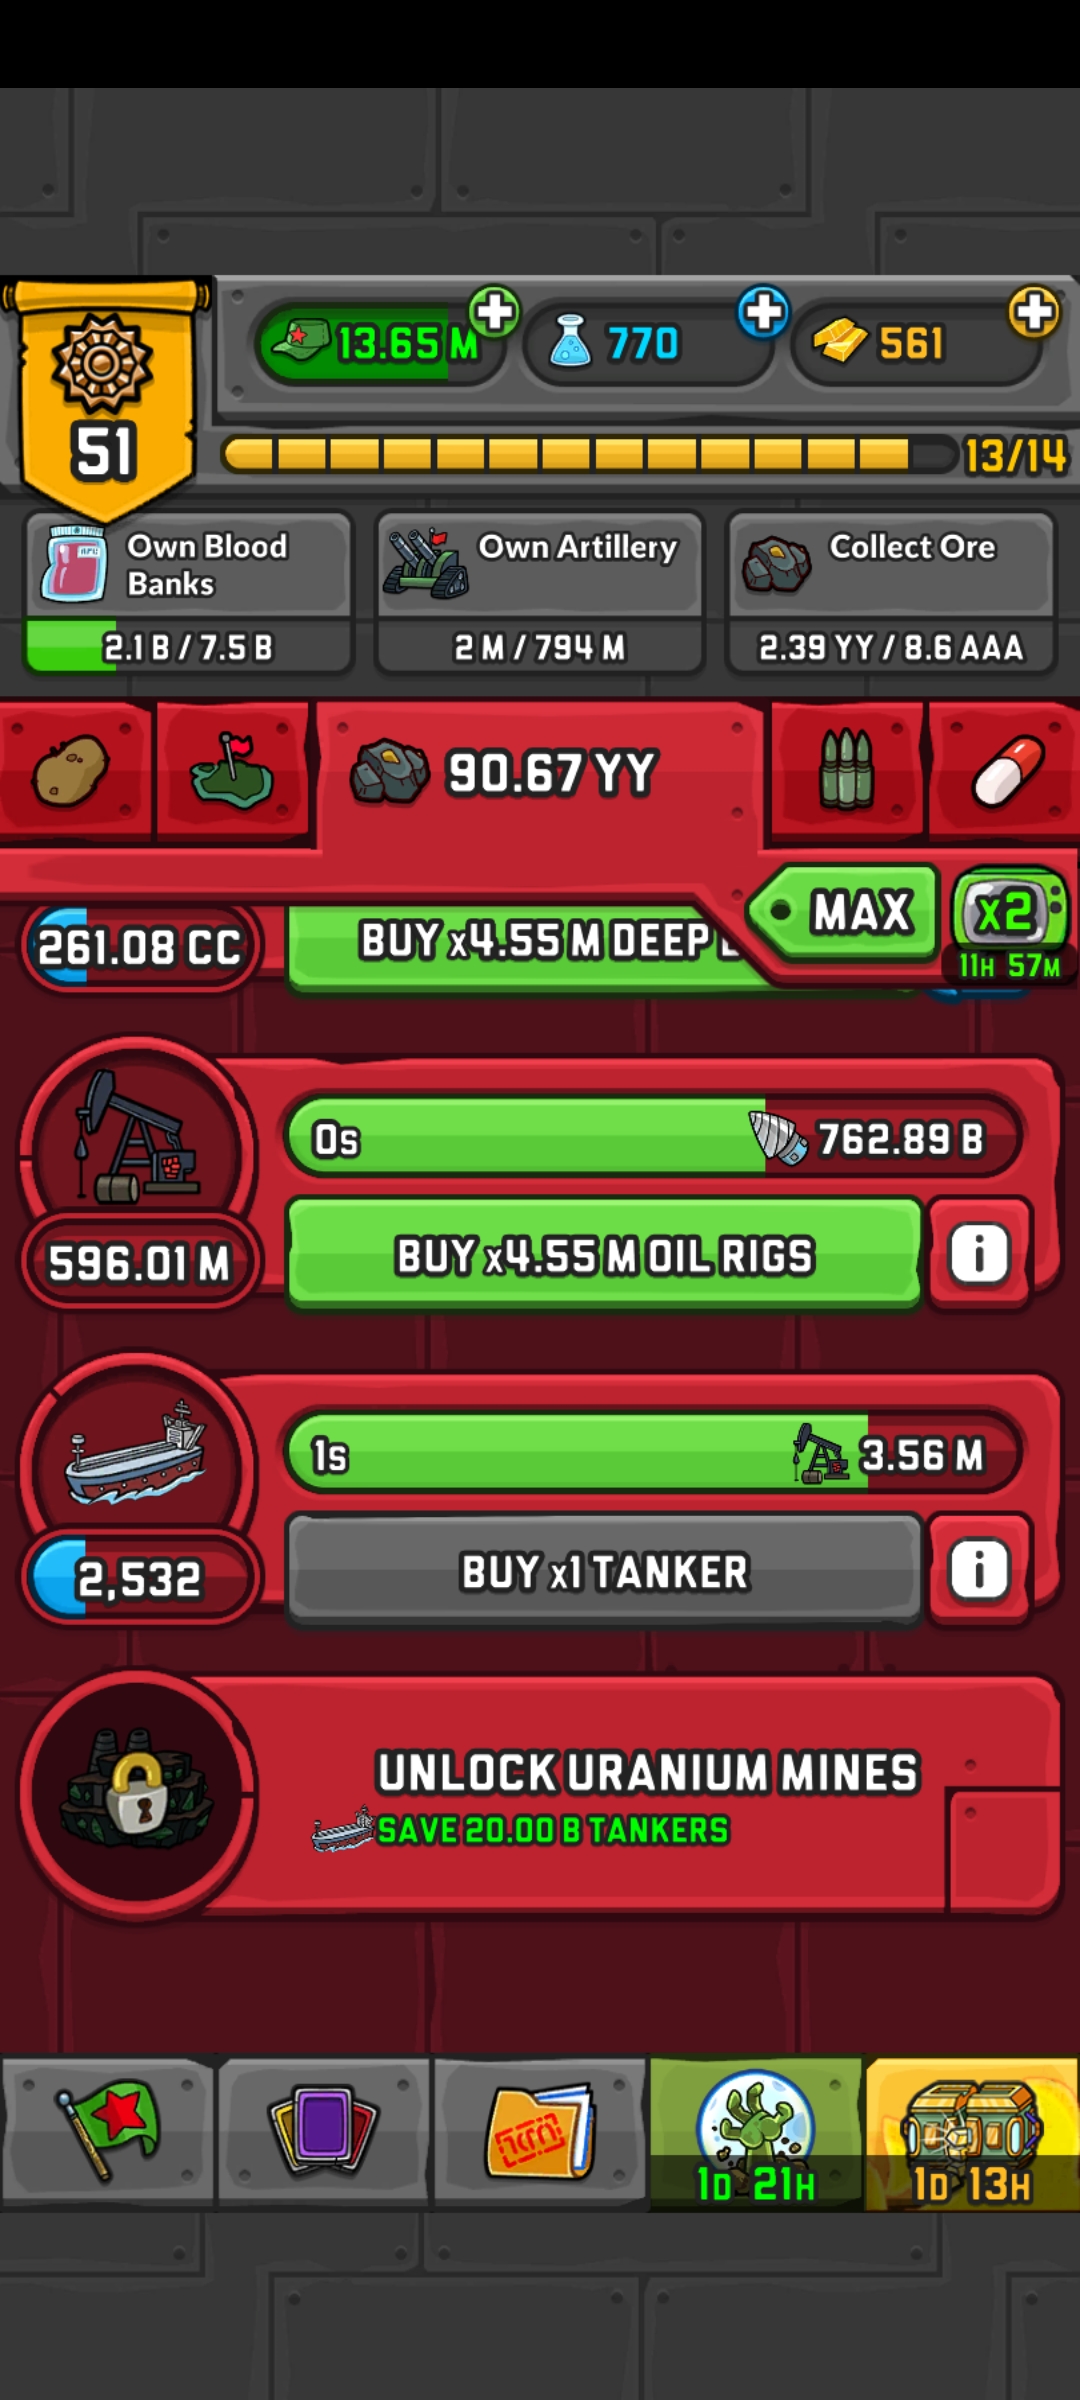 13.65 M
770
561
51
13/14
Own Blood Banks
Own Artillery
Collect Ore
2.1 B / 7.5 B
2 M / 794 M
2.39 YY / 8.6 AAA
90.67 YY
MAX
x2
11H 57M
261.08 CC
BUY x4.55 M DEEP
0s
762.89 B
596.01 M
BUY x4.55 M OIL RIGS
i
1s
3.56 M
2,532
BUY x1 TANKER
i
UNLOCK URANIUM MINES
SAVE 20.00 B TANKERS
1D 21H
1D 13H